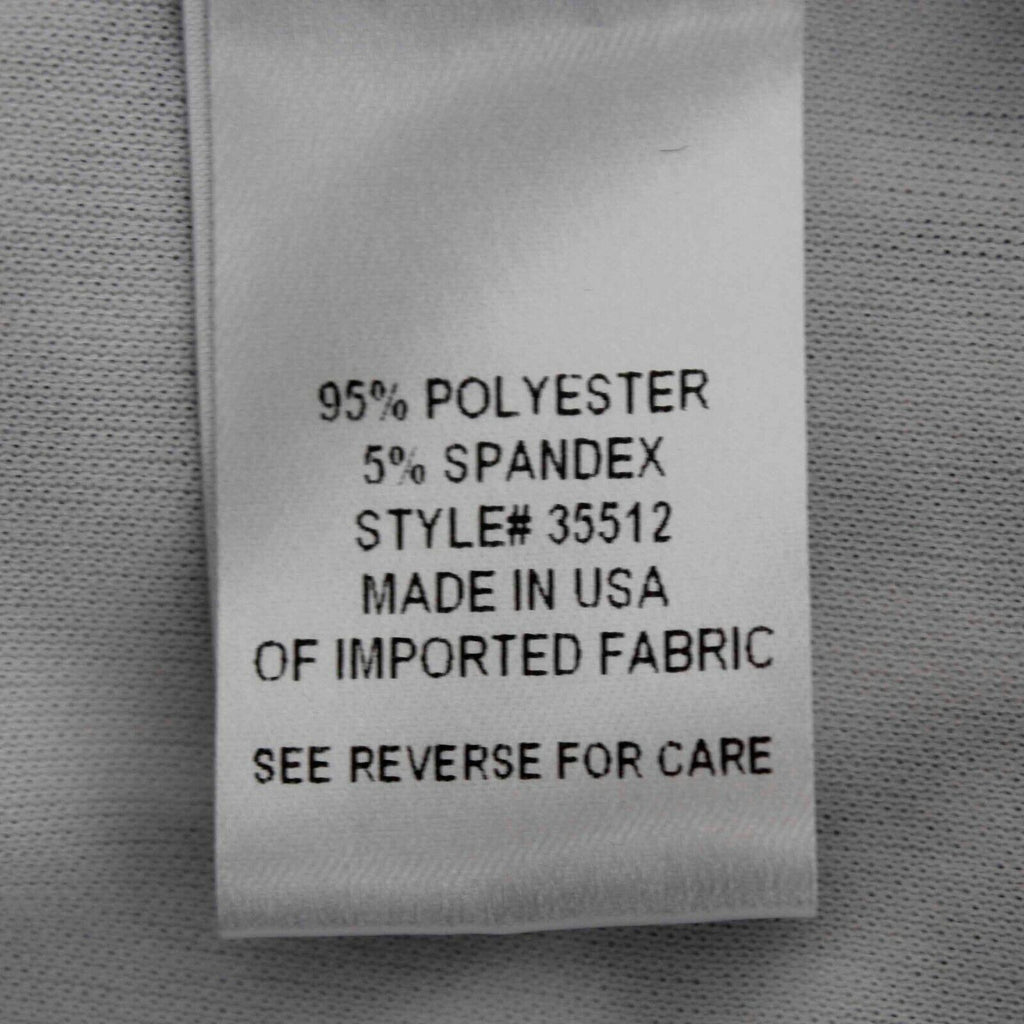 95% POLYESTER
5% SPANDEX
STYLE# 35512
MADE IN USA
OF IMPORTED FABRIC
SEE REVERSE FOR CARE